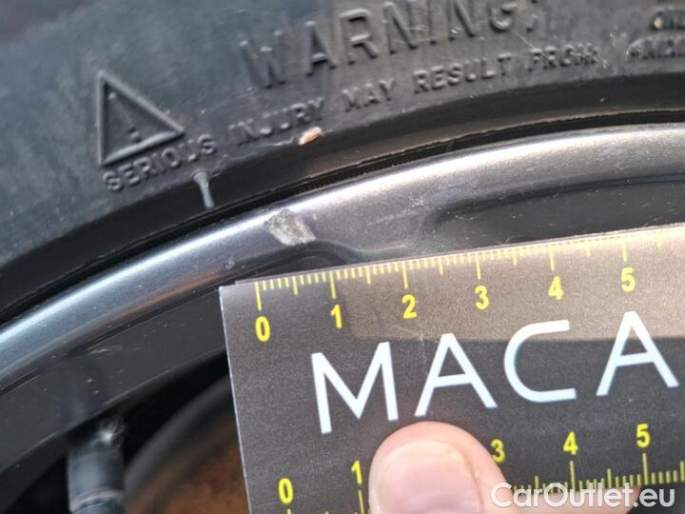 WARNING:
SERIOUS INJURY MAY RESULT FROM:
0 1 2 3 4 5
MACA
0 1 3 4 5
CarOutlet.eu